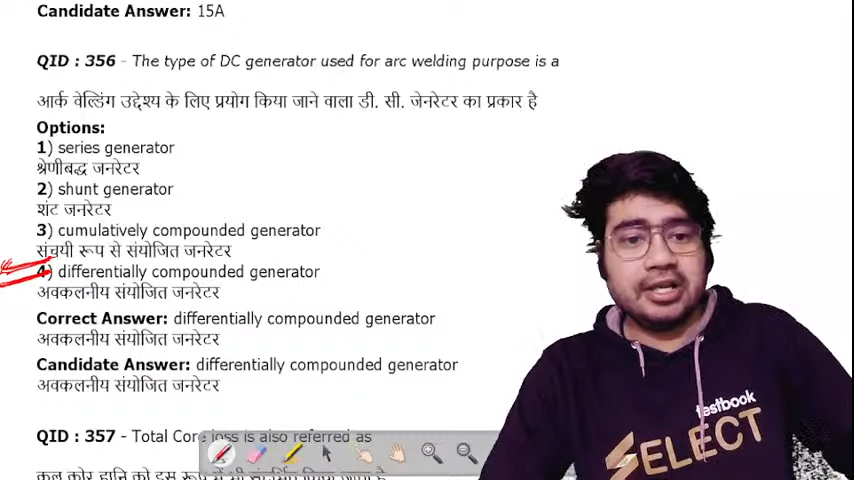 Candidate Answer: 15A
QID : 356 - The type of DC generator used for arc welding purpose is a
आर्क वेल्डिंग उद्देश्य के लिए प्रयोग किया जाने वाला डी. सी. जेनरेटर का प्रकार है
Options:
1) series generator
श्रेणीबद्ध जनरेटर
2) shunt generator
शंट जनरेटर
3) cumulatively compounded generator
संचयी रूप से संयोजित जनरेटर
4) differentially compounded generator
अवकलनीय संयोजित जनरेटर
Correct Answer: differentially compounded generator
अवकलनीय संयोजित जनरेटर
Candidate Answer: differentially compounded generator
अवकलनीय संयोजित जनरेटर
QID : 357 - Total Core loss is also referred as
कुल कोर हानि को इस रूप में भी संदर्भित किया जाता है
testbook
SELECT